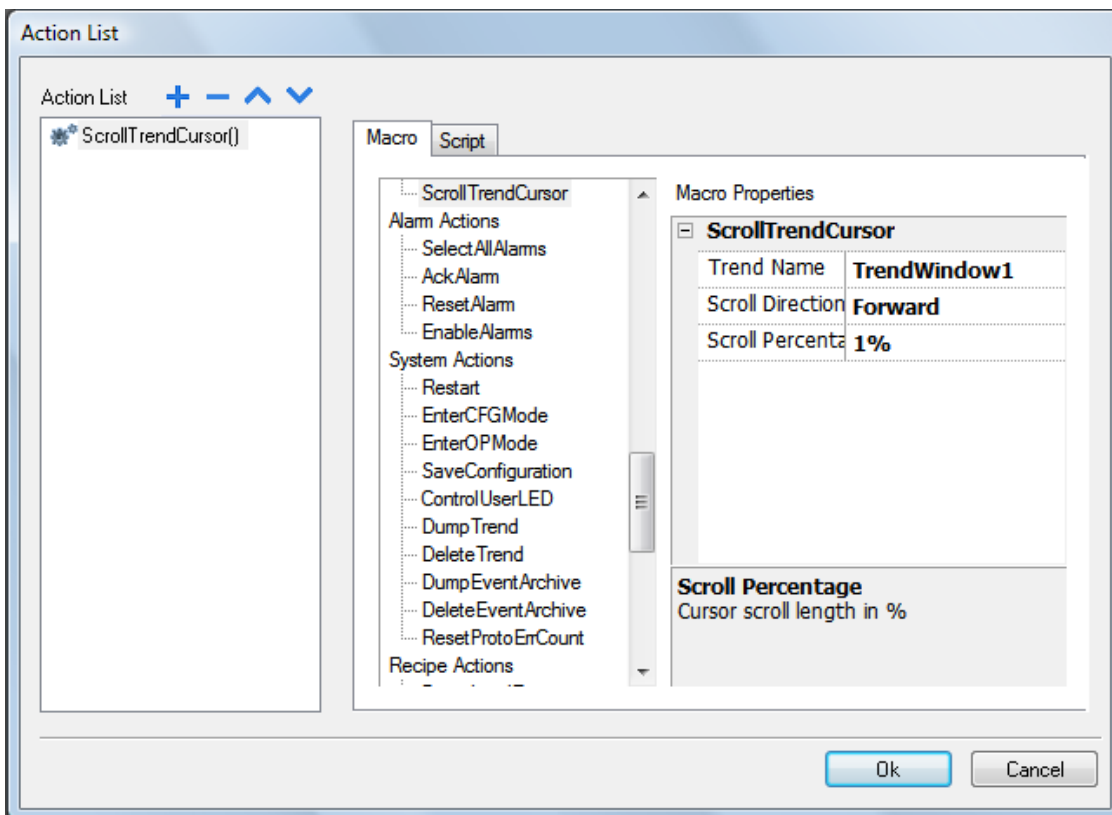 Action List
Action List
ScrollTrendCursor()
Macro Script
ScrollTrendCursor
Alarm Actions
SelectAllAlarms
AckAlarm
ResetAlarm
EnableAlarms
System Actions
Restart
EnterCFGMode
EnterOPMode
SaveConfiguration
ControlUserLED
DumpTrend
DeleteTrend
DumpEventArchive
DeleteEventArchive
ResetProtoErrCount
Recipe Actions
Macro Properties
ScrollTrendCursor
Trend Name TrendWindow1
Scroll Direction Forward
Scroll Percenta 1%
Scroll Percentage
Cursor scroll length in %
Ok Cancel